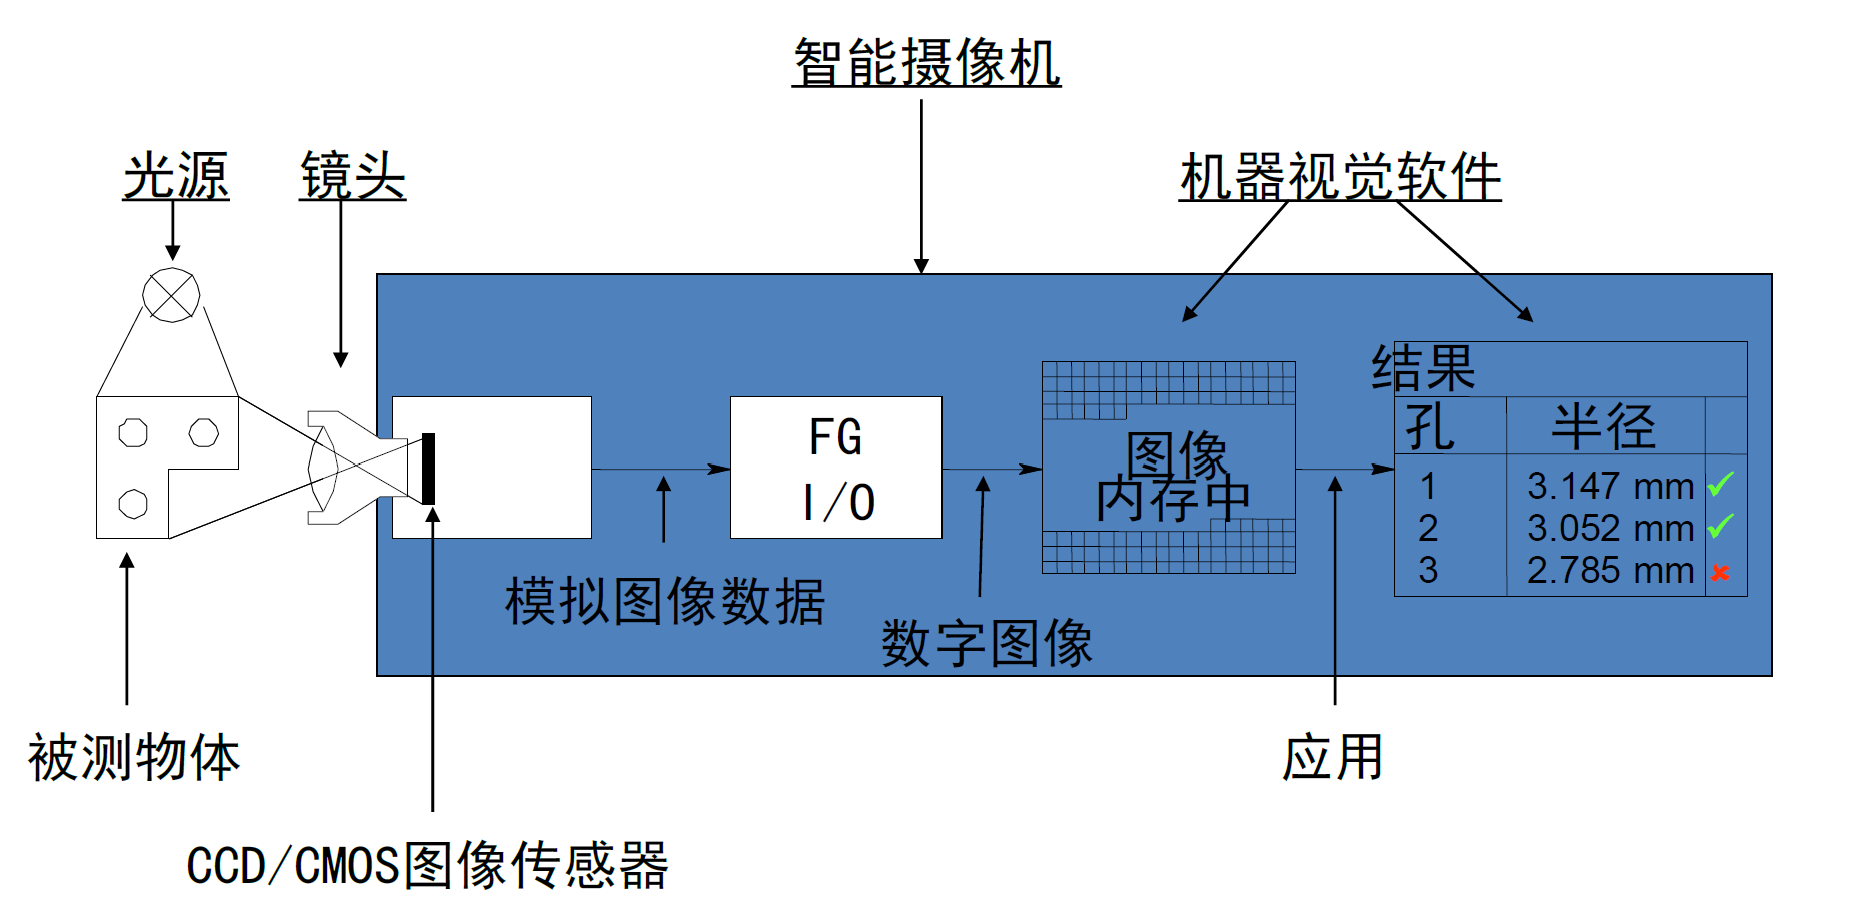 智能摄像机
光源
镜头
机器视觉软件
FG
I/O
图像
内存中
结果
孔 半径
1 3.147 mm ✓
2 3.052 mm ✓
3 2.785 mm ✘
模拟图像数据
数字图像
被测物体
应用
CCD/CMOS图像传感器